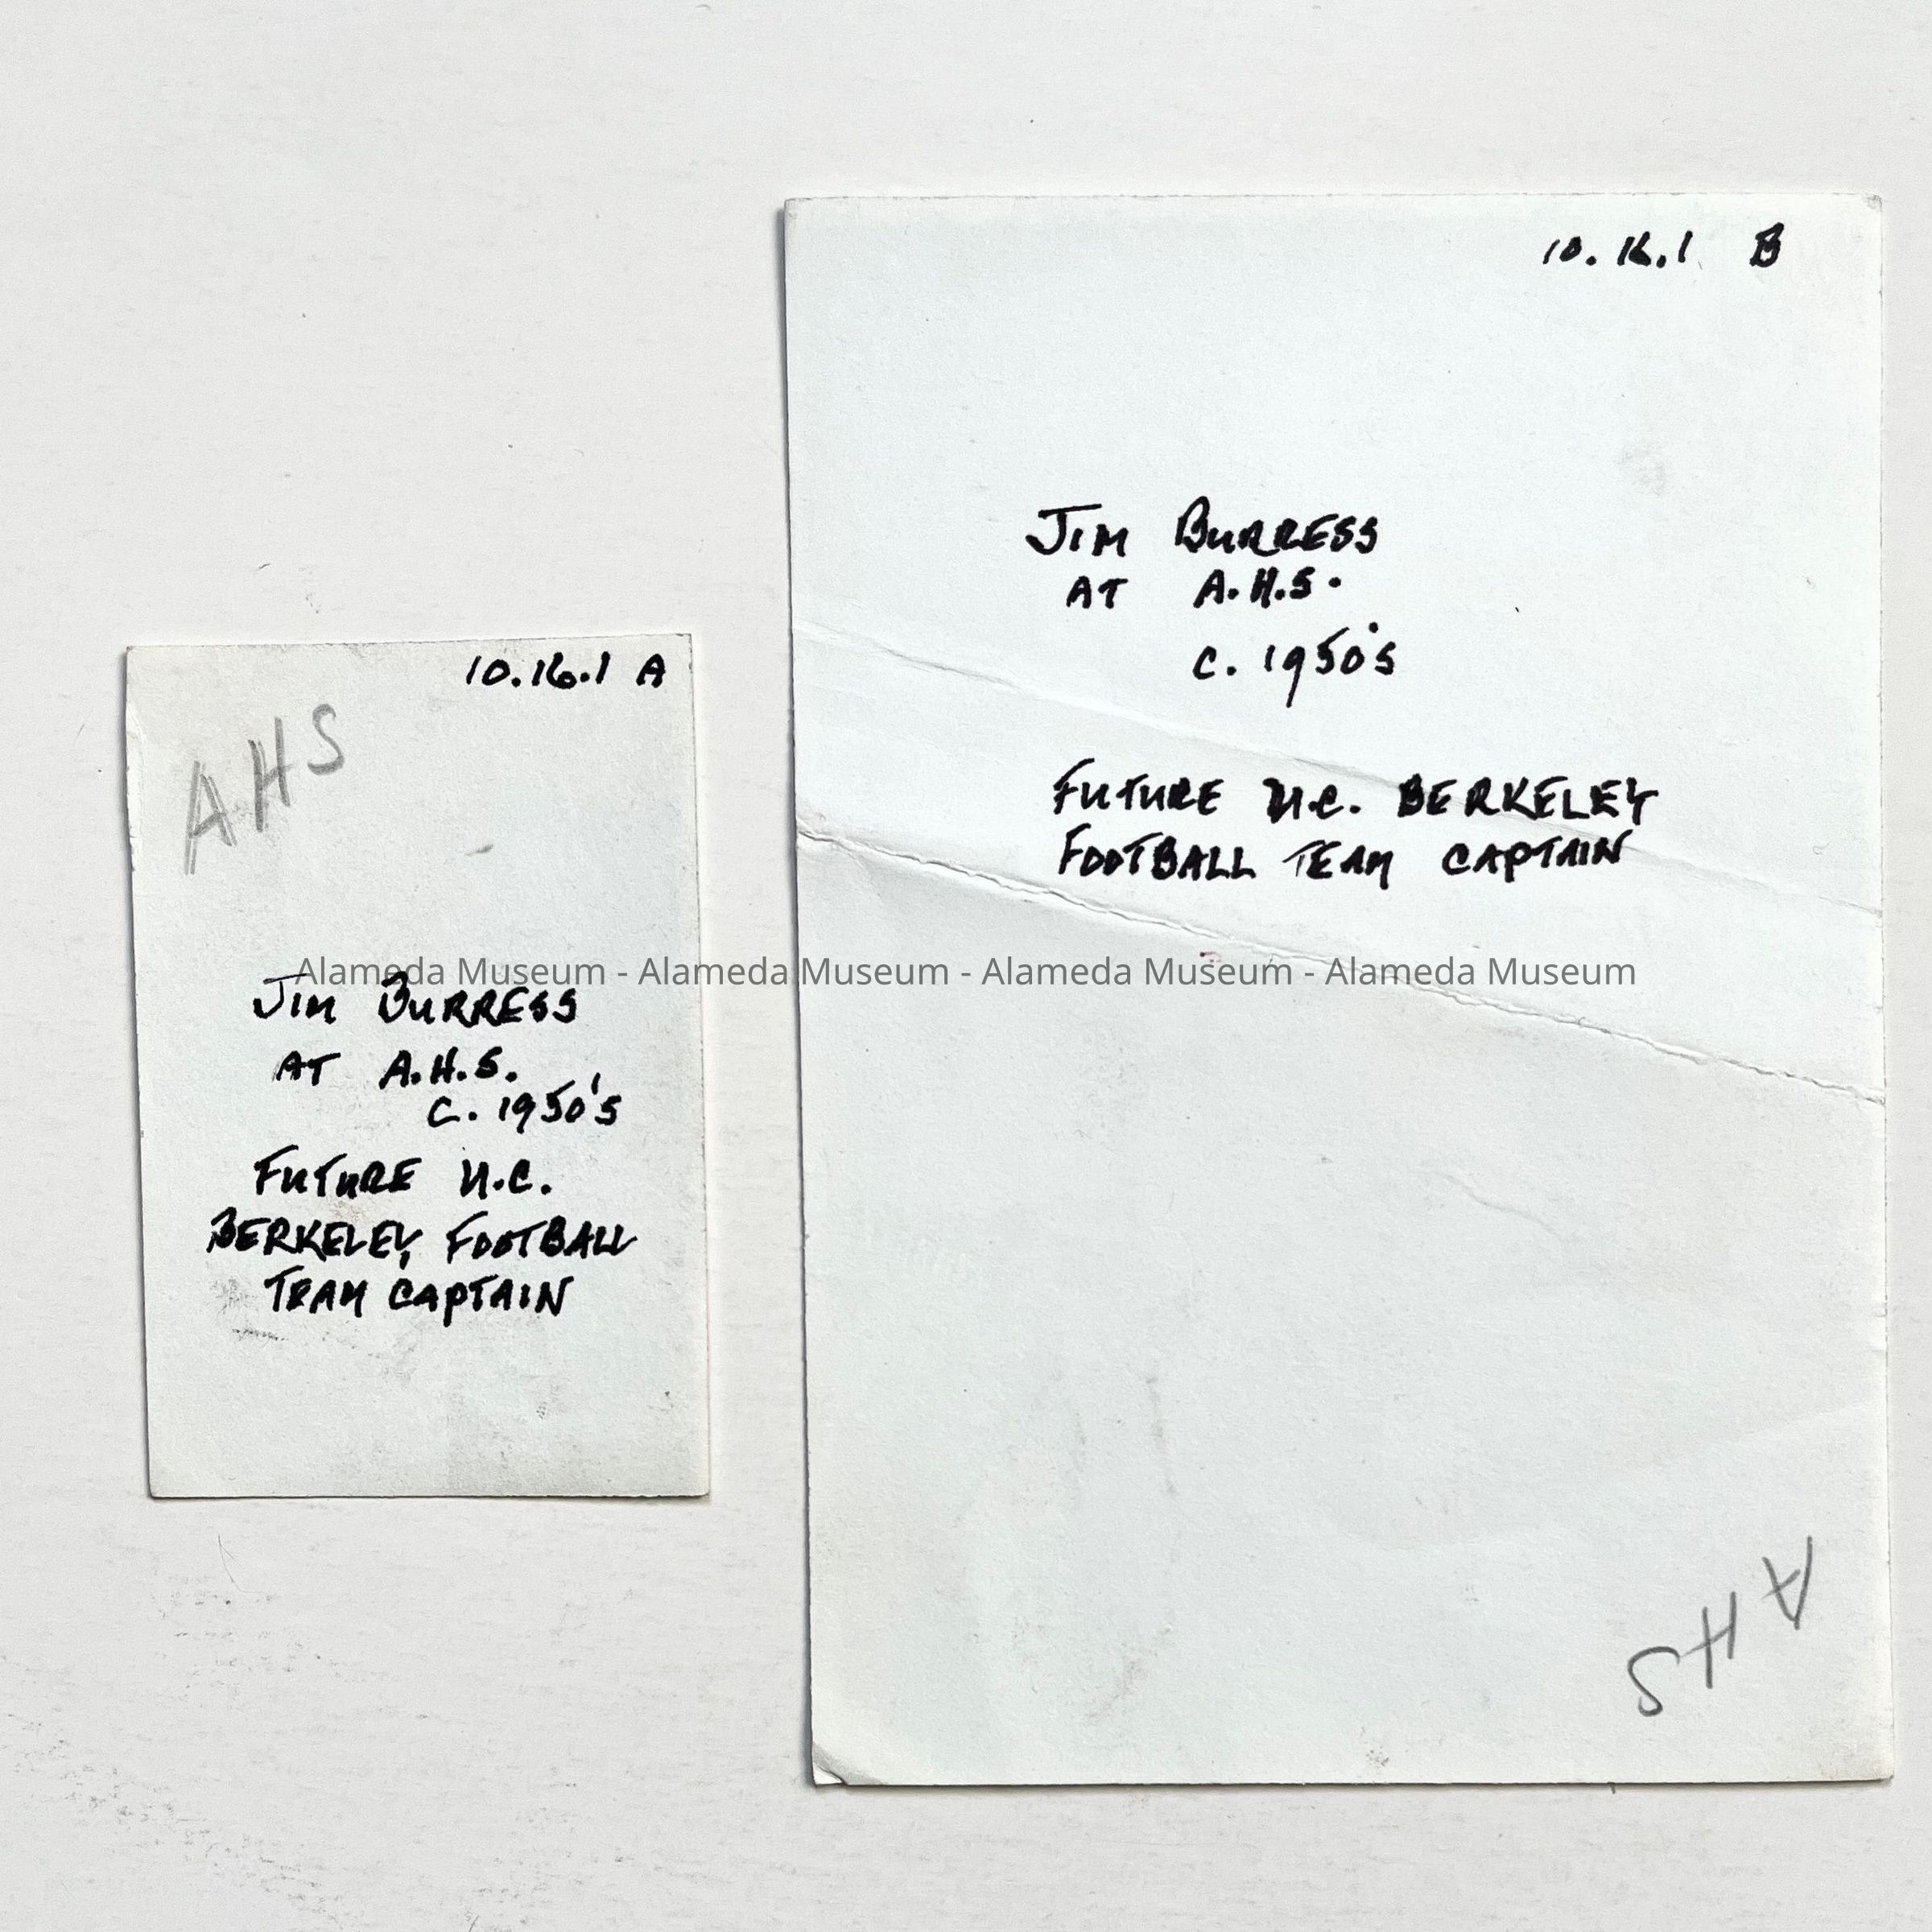 10.16.1 A
AHS
Jim Burress
at A.H.S.
c. 1950's
Future U.C.
Berkeley Football
Team Captain
10.16.1 B
Jim Burress
at A.H.S.
c. 1950's
Future U.C. Berkeley
Football Team Captain
AHS
Alameda Museum - Alameda Museum - Alameda Museum - Alameda Museum